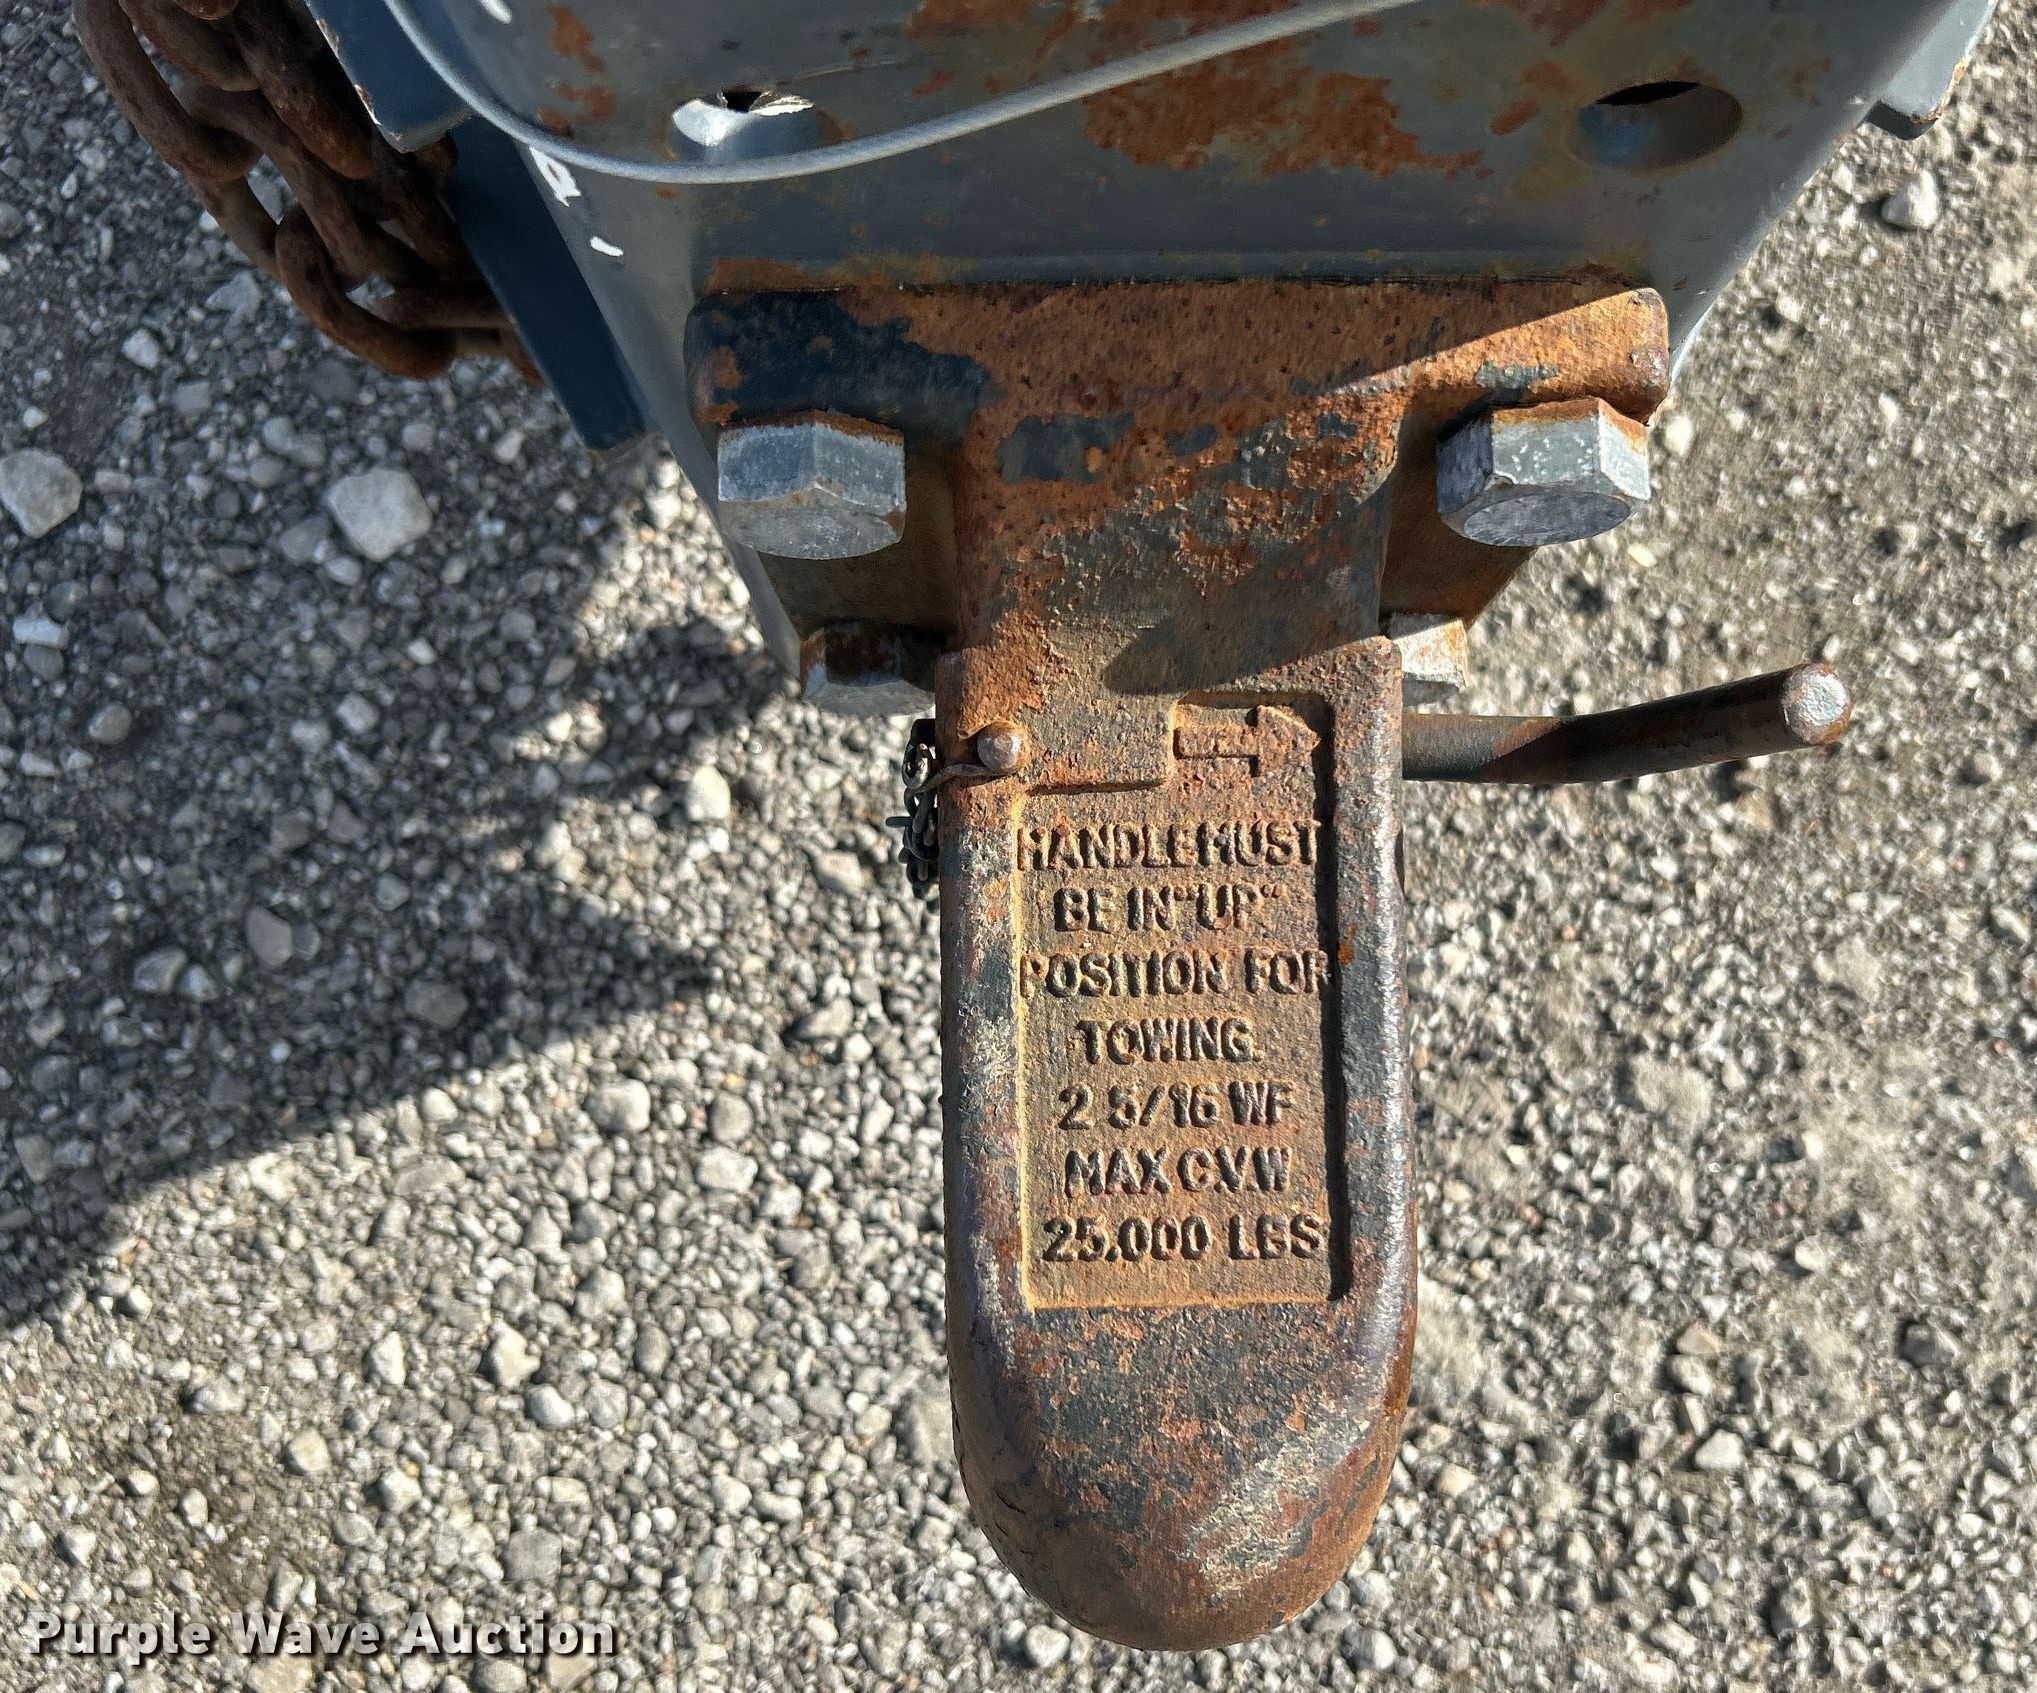 HANDLE MUST
BE IN "UP"
POSITION FOR
TOWING.
2 5/16 WF
MAX G.V.W
25,000 LBS
Purple Wave Auction